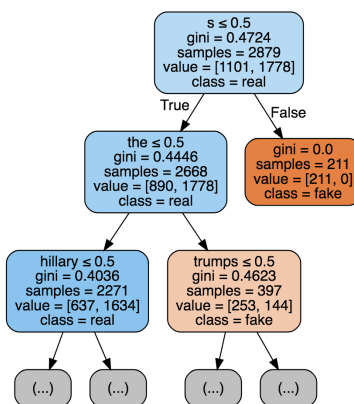 s ≤ 0.5
gini = 0.4724
samples = 2879
value = [1101, 1778]
class = real
True
False
the ≤ 0.5
gini = 0.4446
samples = 2668
value = [890, 1778]
class = real
gini = 0.0
samples = 211
value = [211, 0]
class = fake
hillary ≤ 0.5
gini = 0.4036
samples = 2271
value = [637, 1634]
class = real
trumps ≤ 0.5
gini = 0.4623
samples = 397
value = [253, 144]
class = fake
(...)
(...)
(...)
(...)